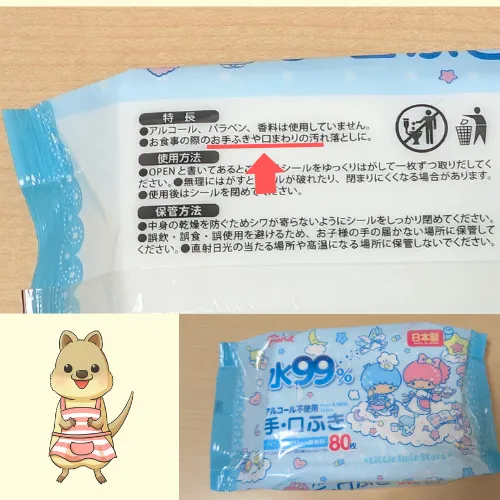 特長
●アルコール、パラベン、香料は使用していません。
●お食事の際のお手ふきや口まわりの汚れ落としに。
使用方法
●OPENと書いてあるとこ シールをゆっくりはがして一枚ずつ取りだしてく
ださい。●無理にはがすと ルが破れたり、閉まりにくくなる場合があります。
●使用後はシールを閉めてください。
保管方法
●中身の乾燥を防ぐためシワが寄らないようにシールをしっかり閉めてください。
●誤飲・誤食・誤使用を避けるため、お子様の手の届かない場所に保管して
ください。●直射日光の当たる場所や高温になる場所に保管しないでください。
水99%
日本製
アルコール不使用
手・口ふき
80枚